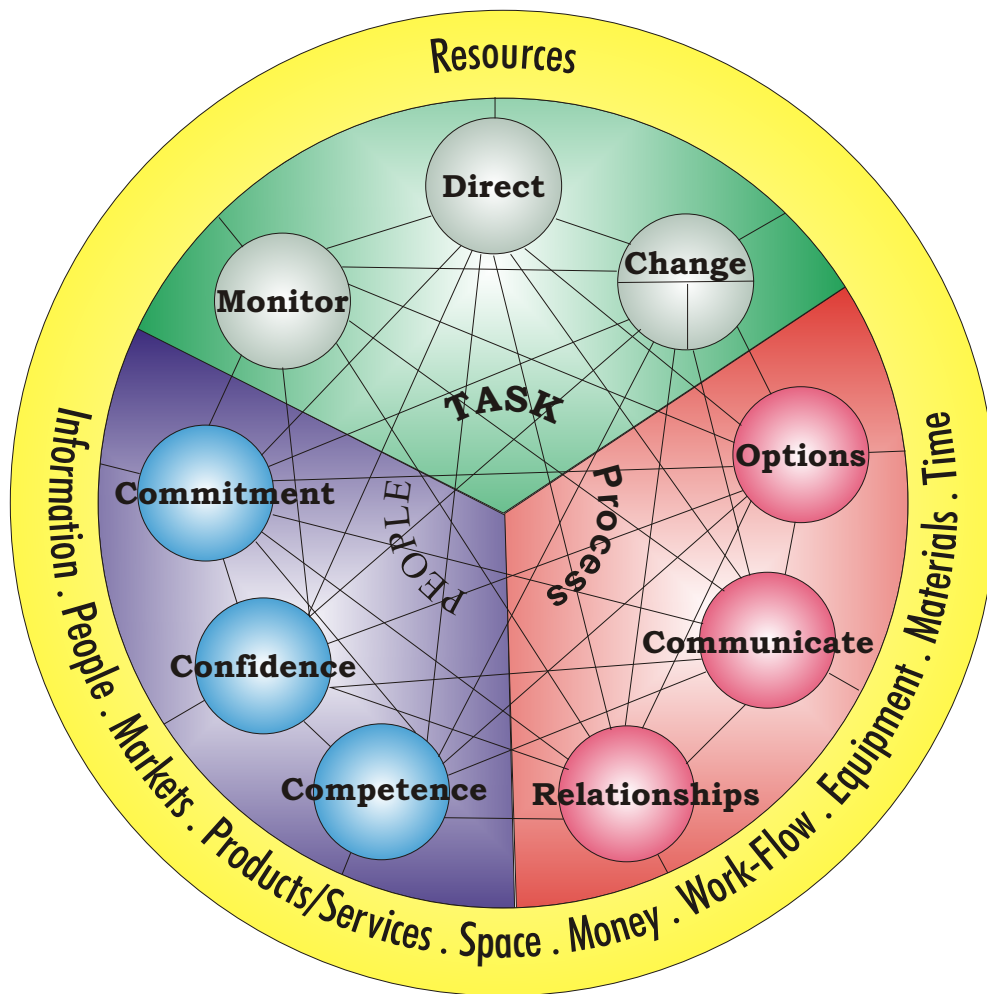 Resources
Direct
Change
Monitor
TASK
Options
Commitment
PEOPLE
Process
Communicate
Confidence
Competence
Relationships
Information . People . Markets . Products/Services . Space . Money . Work-Flow . Equipment . Materials . Time